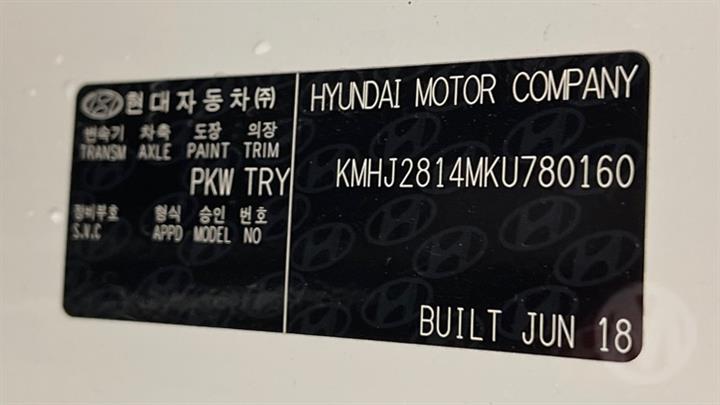 현대자동차㈜
변속기 차축 도장 의장
TRANSM AXLE PAINT TRIM
PKW TRY
정비부호 형식 승인 번호
S.V.C APPD MODEL NO
HYUNDAI MOTOR COMPANY
KMHJ2814MKU780160
BUILT JUN 18